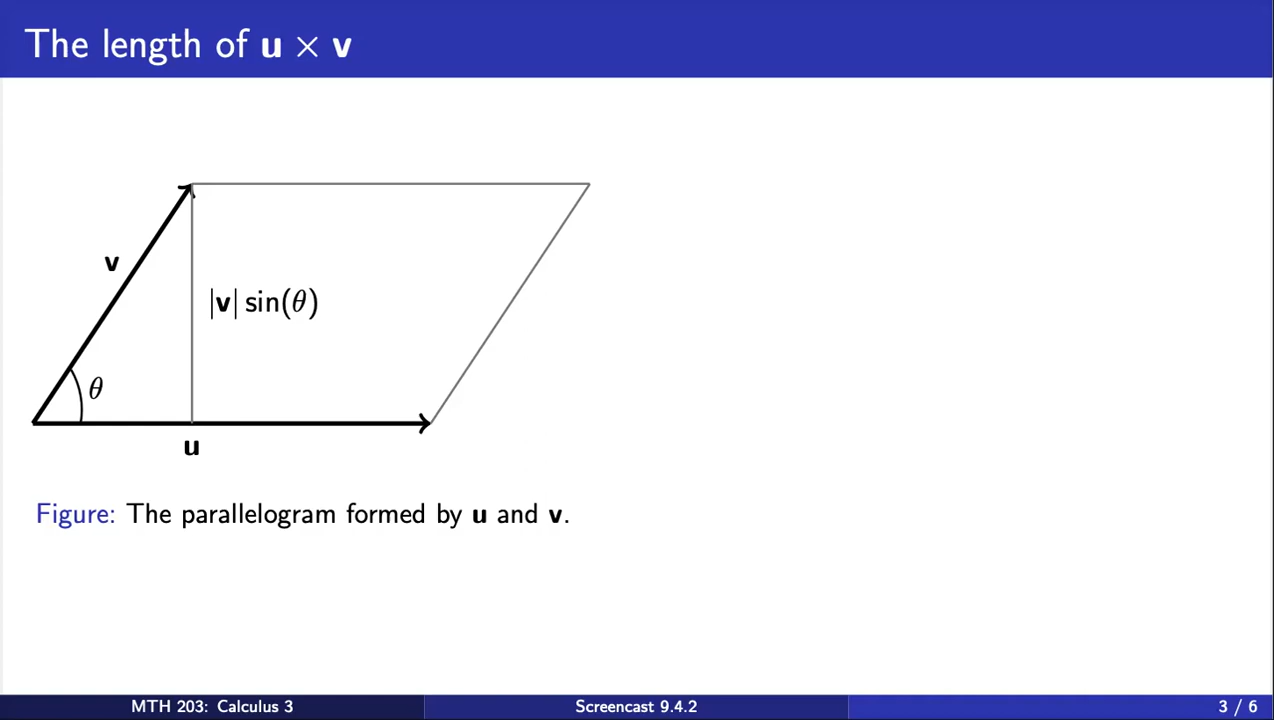 The length of u × v
v
|v| sin(θ)
θ
u
Figure: The parallelogram formed by u and v.
MTH 203: Calculus 3
Screencast 9.4.2
3 / 6